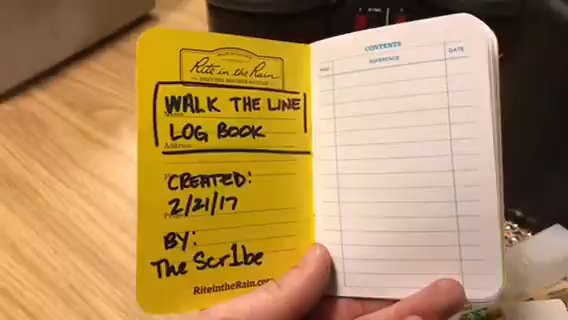 Rite in the Rain
WALK THE LINE
LOG BOOK
Address
CREATED:
2/21/17
BY:
The Scr1be
RiteintheRain.com
CONTENTS
PAGE
REFERENCE
DATE